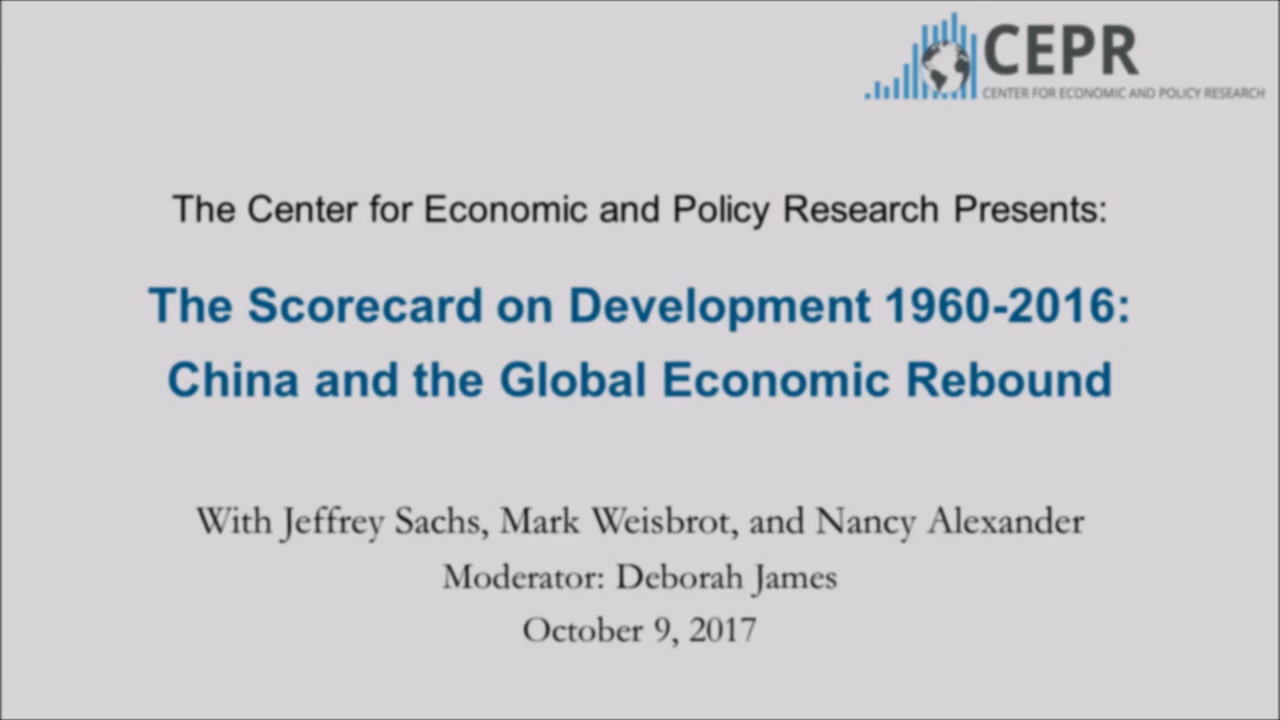 CEPR
CENTER FOR ECONOMIC AND POLICY RESEARCH
The Center for Economic and Policy Research Presents:
The Scorecard on Development 1960-2016:
China and the Global Economic Rebound
With Jeffrey Sachs, Mark Weisbrot, and Nancy Alexander
Moderator: Deborah James
October 9, 2017